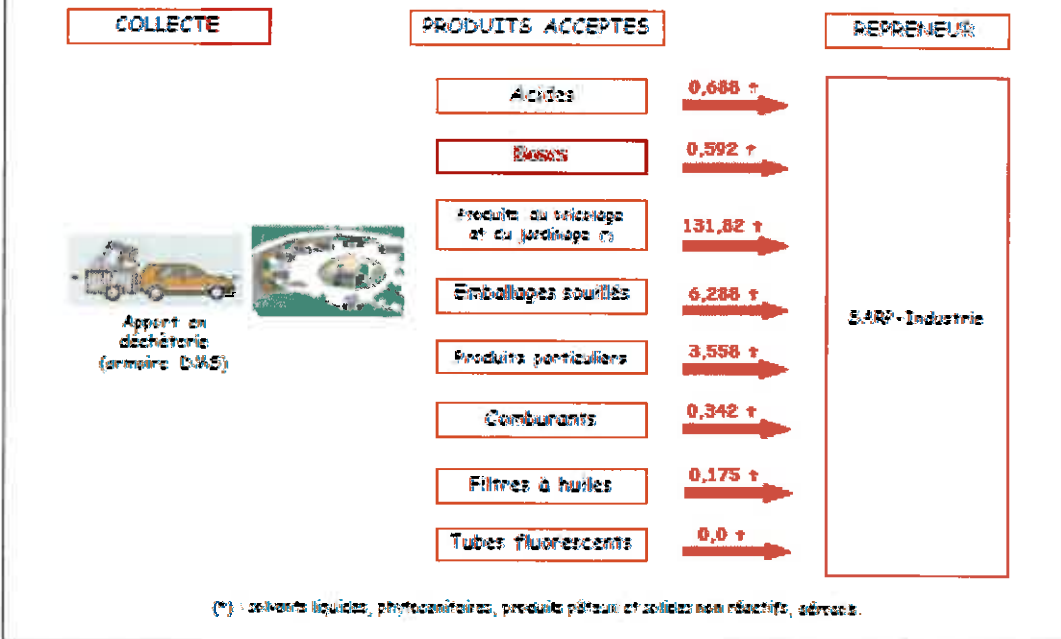 COLLECTE
PRODUITS ACCEPTES
REPRENEUR
Acides
0,688 t
Bases
0,592 t
Produits du bricolage
et du jardinage (*)
131,82 t
Apport en
déchèterie
(armoire DMS)
Emballages souillés
6,288 t
SARP-Industrie
Produits particuliers
3,558 t
Comburants
0,342 t
Filtres à huiles
0,175 t
Tubes fluorescents
0,0 t
(*) : solvants liquides, phytosanitaires, produits pâteux et solides non réactifs, aérosols.